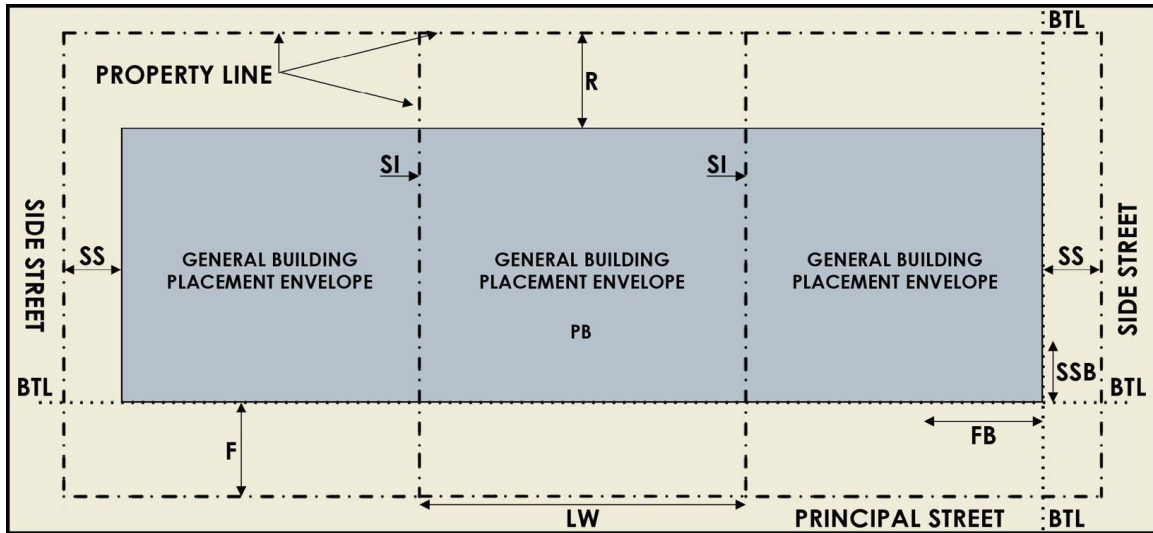 BTL
PROPERTY LINE
R
SI
SI
SIDE STREET
SS
GENERAL BUILDING
PLACEMENT ENVELOPE
GENERAL BUILDING
PLACEMENT ENVELOPE
PB
GENERAL BUILDING
PLACEMENT ENVELOPE
SS
SIDE STREET
SSB
BTL
BTL
F
FB
LW
PRINCIPAL STREET
BTL